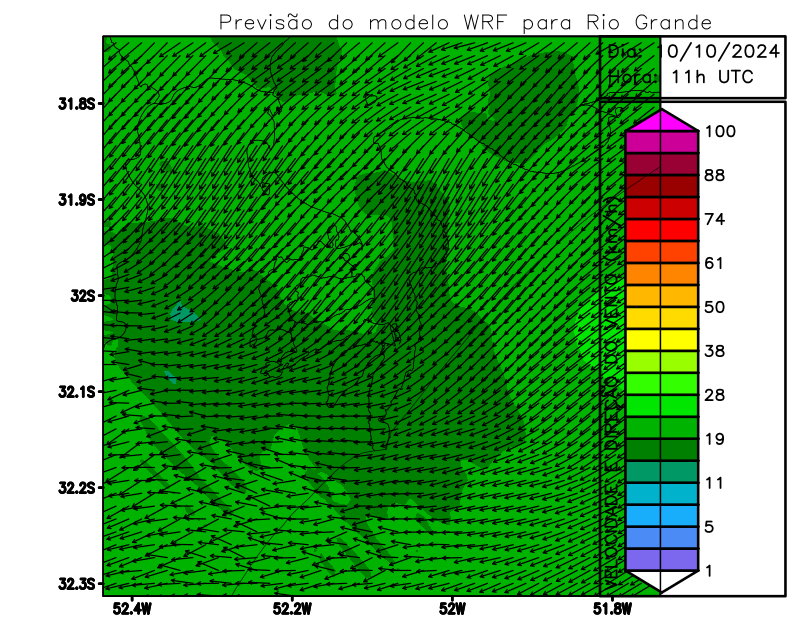 Previsão do modelo WRF para Rio Grande
Dia: 10/10/2024
Hora: 11h UTC
31.8S
31.9S
32S
32.1S
32.2S
32.3S
52.4W
52.2W
52W
51.8W
100
88
74
61
50
38
28
19
11
5
1
VELOCIDADE E DIREÇÃO DO VENTO (km/h)